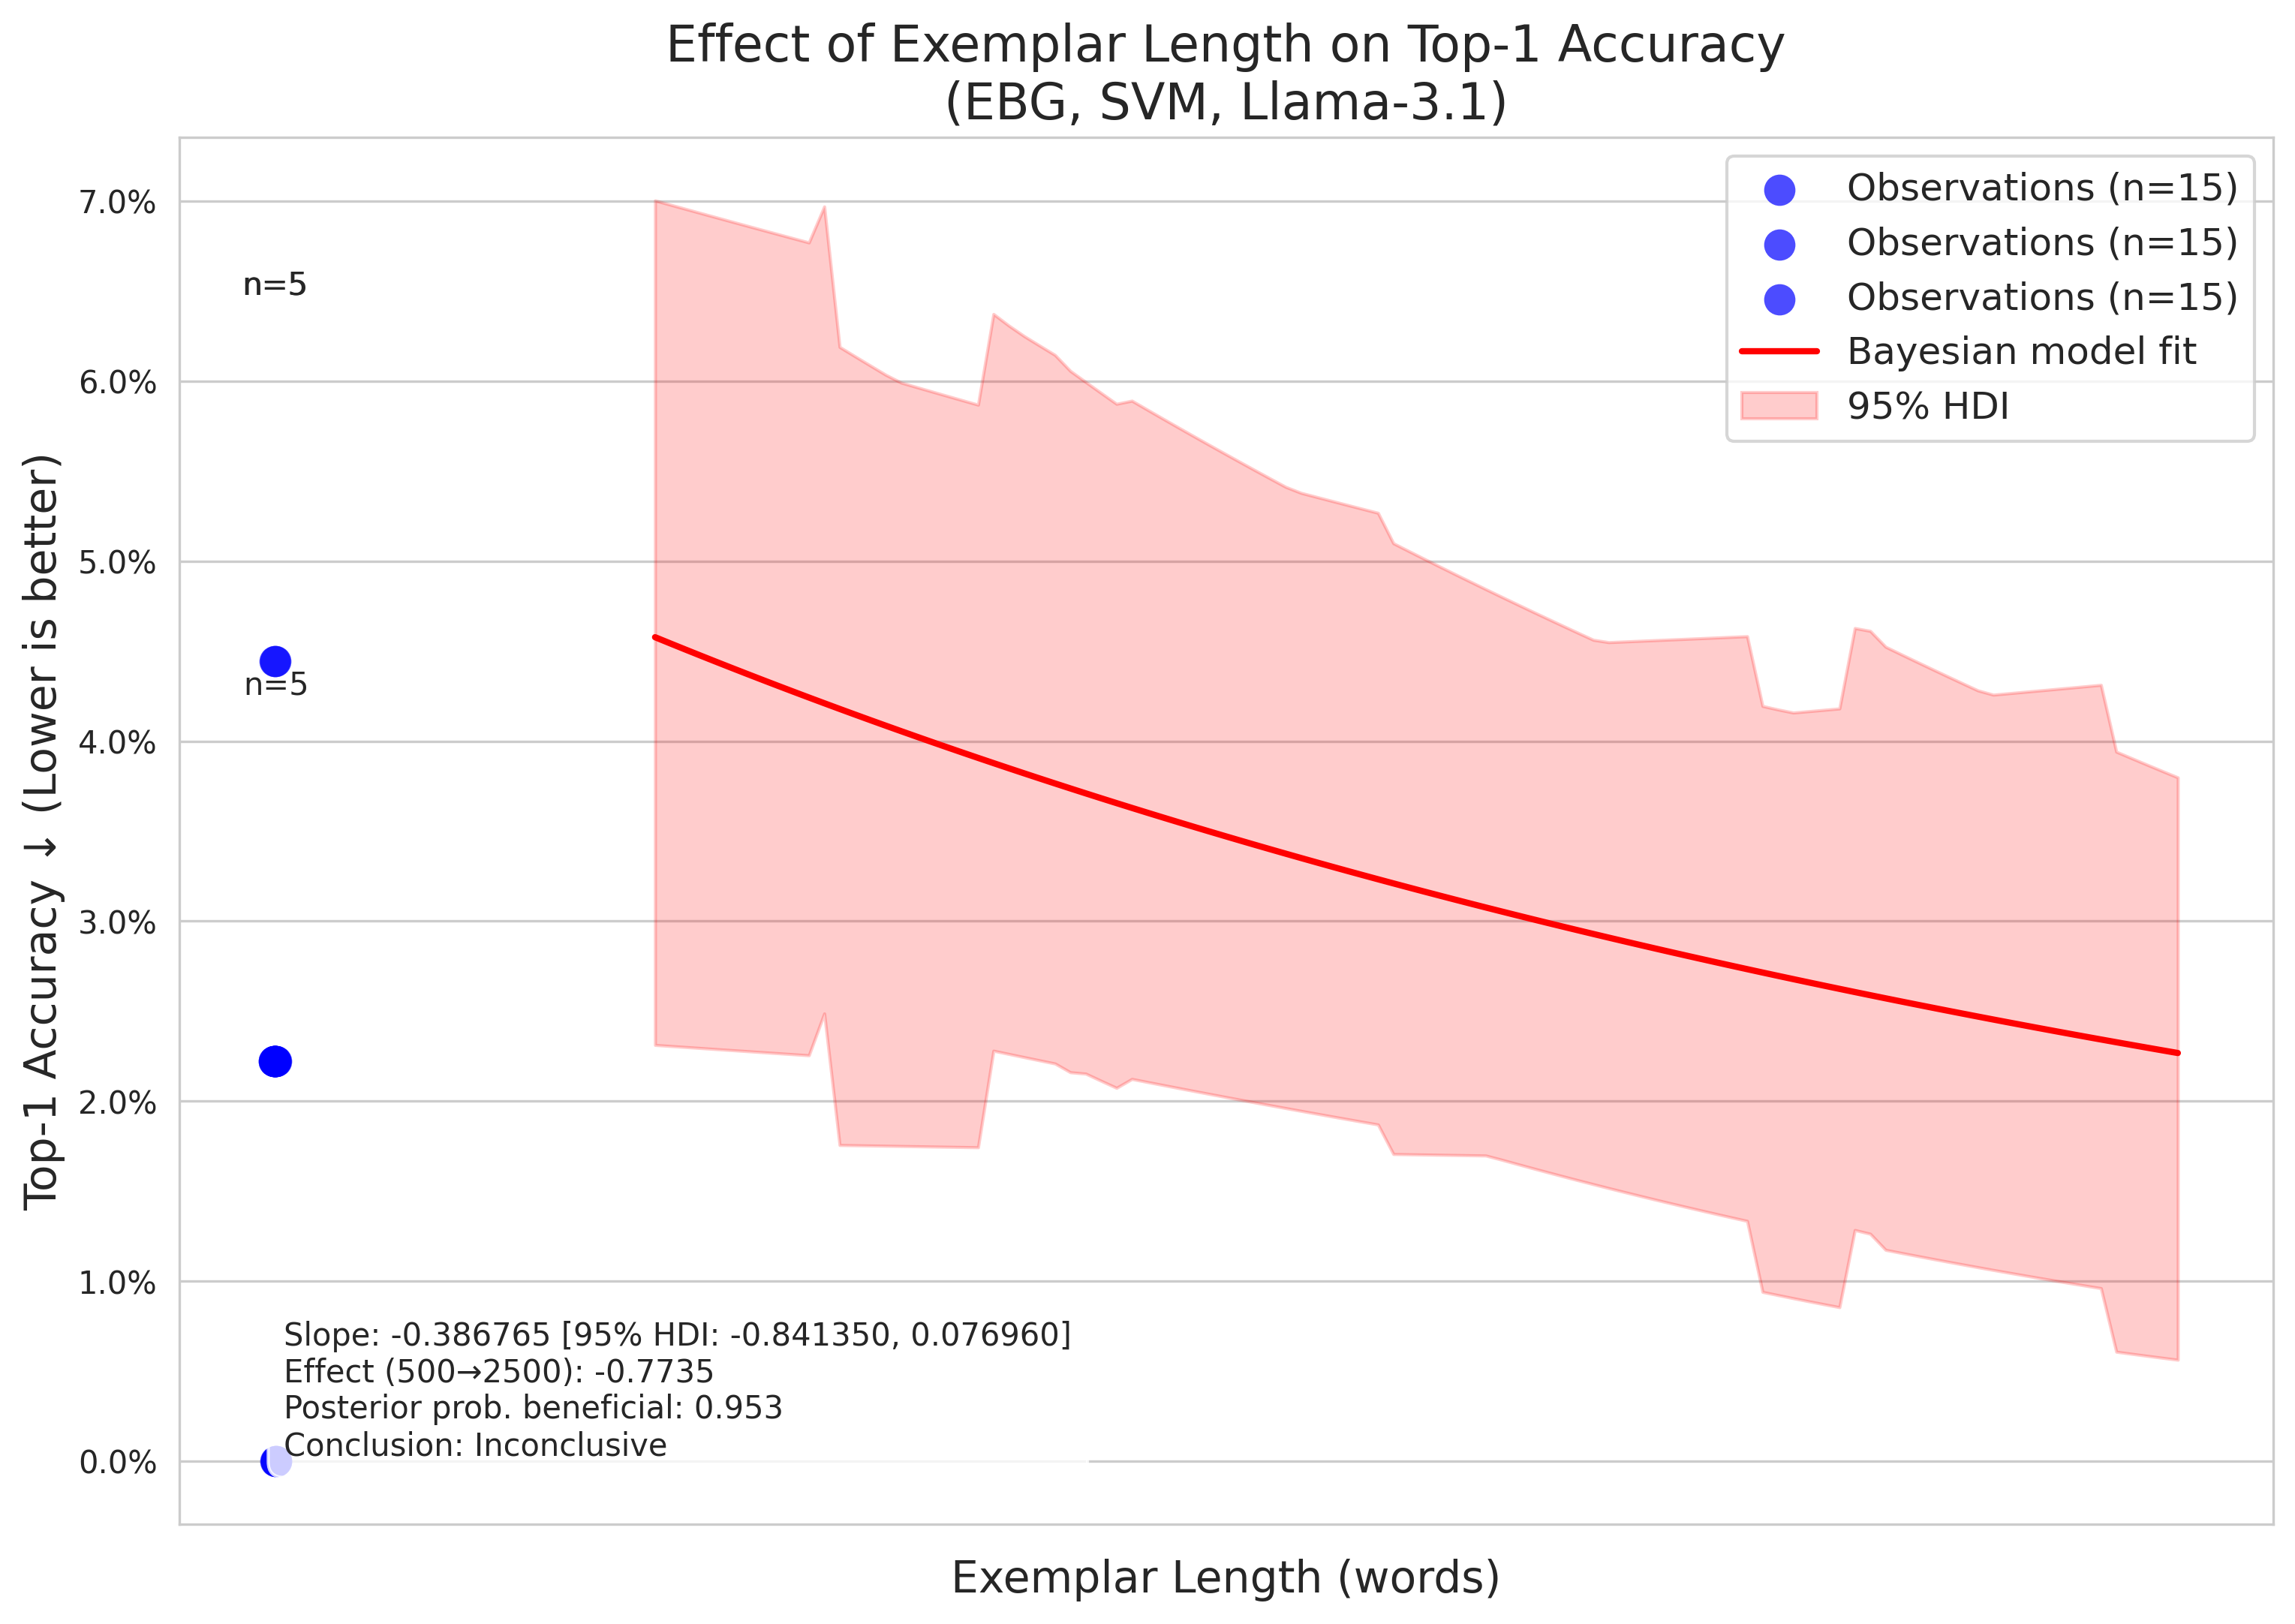 Effect of Exemplar Length on Top-1 Accuracy
(EBG, SVM, Llama-3.1)
Top-1 Accuracy ↓ (Lower is better)
7.0%
6.0%
5.0%
4.0%
3.0%
2.0%
1.0%
0.0%
n=5
n=5
Observations (n=15)
Observations (n=15)
Observations (n=15)
Bayesian model fit
95% HDI
Slope: -0.386765 [95% HDI: -0.841350, 0.076960]
Effect (500→2500): -0.7735
Posterior prob. beneficial: 0.953
Conclusion: Inconclusive
Exemplar Length (words)